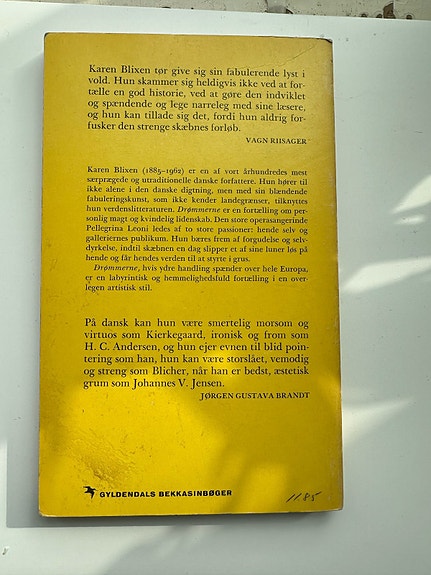 Karen Blixen tør give sig sin fabulerende lyst i
vold. Hun skammer sig heldigvis ikke ved at for-
tælle en god historie, ved at gøre den indviklet
og spændende og lege narreleg med sine læsere,
og hun kan tillade sig det, fordi hun aldrig for-
fusker den strenge skæbnes forløb.
VAGN RIISAGER
Karen Blixen (1885-1962) er en af vort århundredes mest
særprægede og utraditionelle danske forfattere. Hun hører til
ikke alene i den danske digtning, men med sin blændende
fabuleringskunst, som ikke kender landegrænser, tilknyttes
hun verdenslitteraturen. Drømmerne er en fortælling om per-
sonlig magt og kvindelig lidenskab. Den store operasangerinde
Pellegrina Leoni ledes af to store passioner: hende selv og
galleriernes publikum. Hun bæres frem af forgudelse og selv-
dyrkelse, indtil skæbnen en dag slipper et af sine luner løs på
hende og får hendes verden til at styrte i grus.
Drømmerne, hvis ydre handling spænder over hele Europa,
er en labyrintisk og hemmelighedsfuld fortælling i en over-
legen artistisk stil.
På dansk kan hun være smertelig morsom og
virtuos som Kierkegaard, ironisk og from som
H. C. Andersen, og hun ejer evnen til blid poin-
tering som han, hun kan være storslået, vemodig
og streng som Blicher, når han er bedst, æstetisk
grum som Johannes V. Jensen.
JØRGEN GUSTAVA BRANDT
GYLDENDALS BEKKASINBØGER
1185